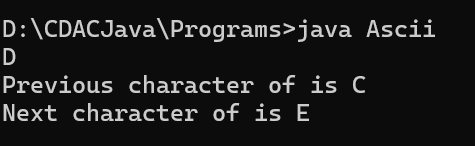 D:\CDACJava\Programs>java Ascii
D
Previous character of is C
Next character of is E